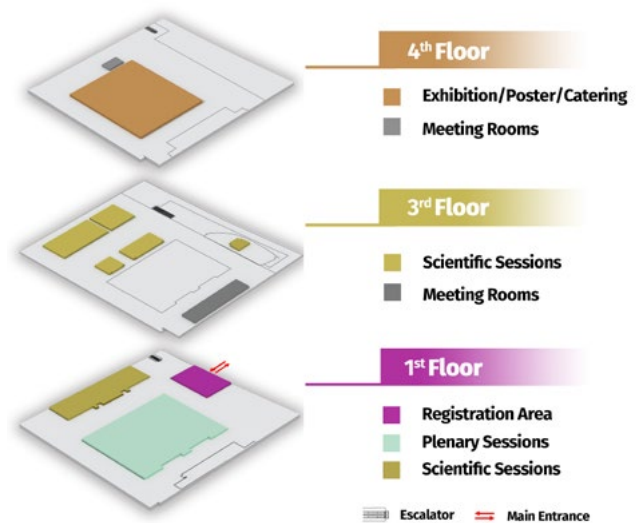 4th Floor
Exhibition/Poster/Catering
Meeting Rooms
3rd Floor
Scientific Sessions
Meeting Rooms
1st Floor
Registration Area
Plenary Sessions
Scientific Sessions
Escalator Main Entrance